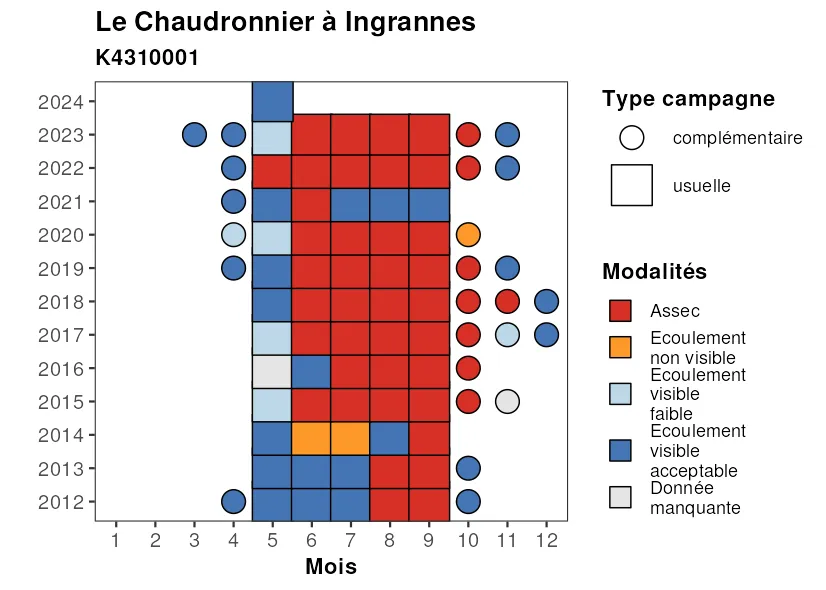 Le Chaudronnier à Ingrannes
K4310001
2024
2023
2022
2021
2020
2019
2018
2017
2016
2015
2014
2013
2012
1 2 3 4 5 6 7 8 9 10 11 12
Mois
Type campagne
complémentaire
usuelle
Modalités
Assec
Ecoulement
non visible
Ecoulement
visible
faible
Ecoulement
visible
acceptable
Donnée
manquante